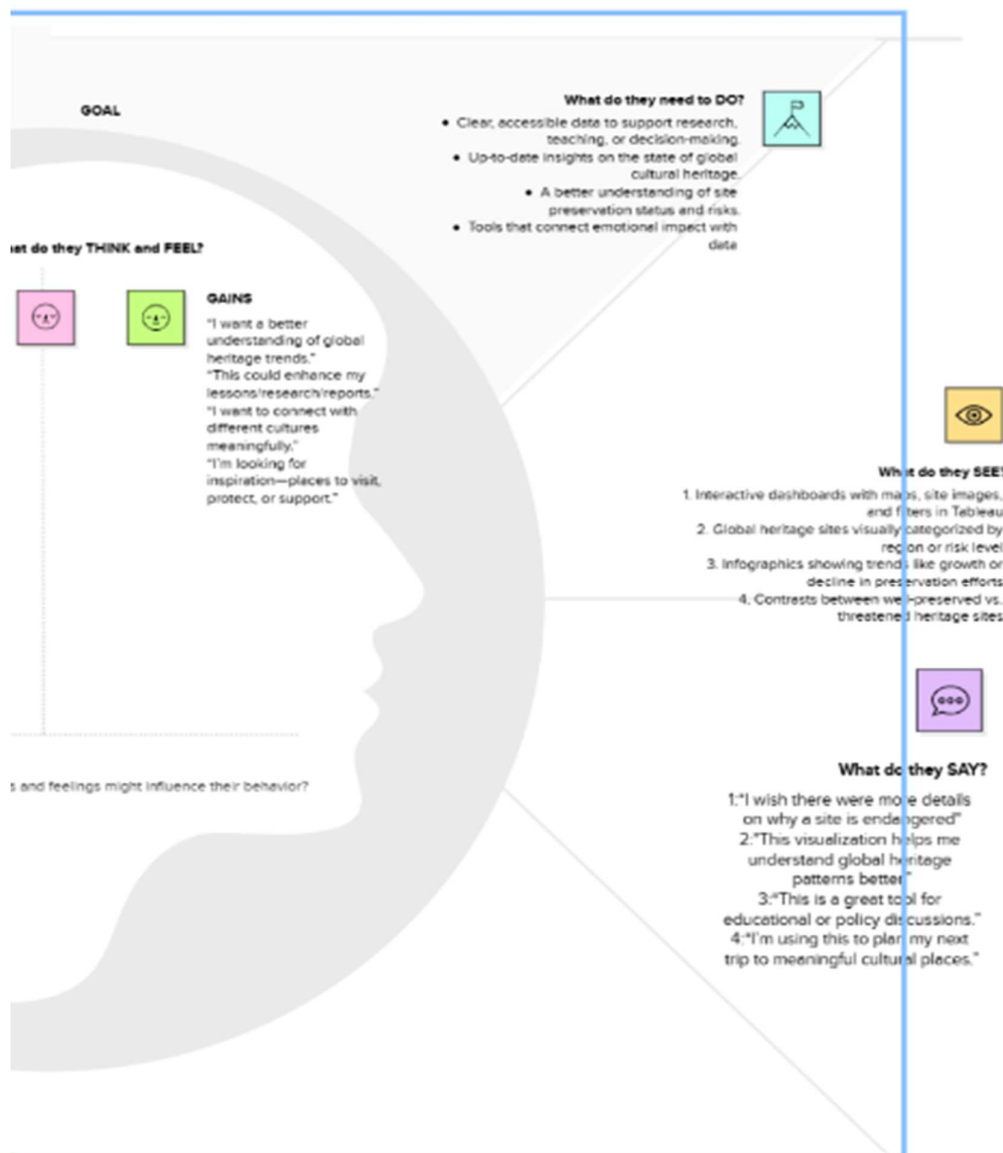 GOAL
What do they need to DO?
• Clear, accessible data to support research,
teaching, or decision-making.
• Up-to-date insights on the state of global
cultural heritage.
• A better understanding of site
preservation status and risks.
• Tools that connect emotional impact with
data
at do they THINK and FEEL?
GAINS
"I want a better
understanding of global
heritage trends."
"This could enhance my
lessons/research/reports."
"I want to connect with
different cultures
meaningfully."
"I'm looking for
inspiration—places to visit,
protect, or support."
What do they SEE?
1. Interactive dashboards with maps, site images,
and filters in Tableau
2. Global heritage sites visually categorized by
region or risk level
3. Infographics showing trends like growth or
decline in preservation efforts
4. Contrasts between well-preserved vs.
threatened heritage sites
s and feelings might influence their behavior?
What do they SAY?
1:"I wish there were more details
on why a site is endangered"
2:"This visualization helps me
understand global heritage
patterns better"
3:"This is a great tool for
educational or policy discussions."
4:"I'm using this to plan my next
trip to meaningful cultural places."